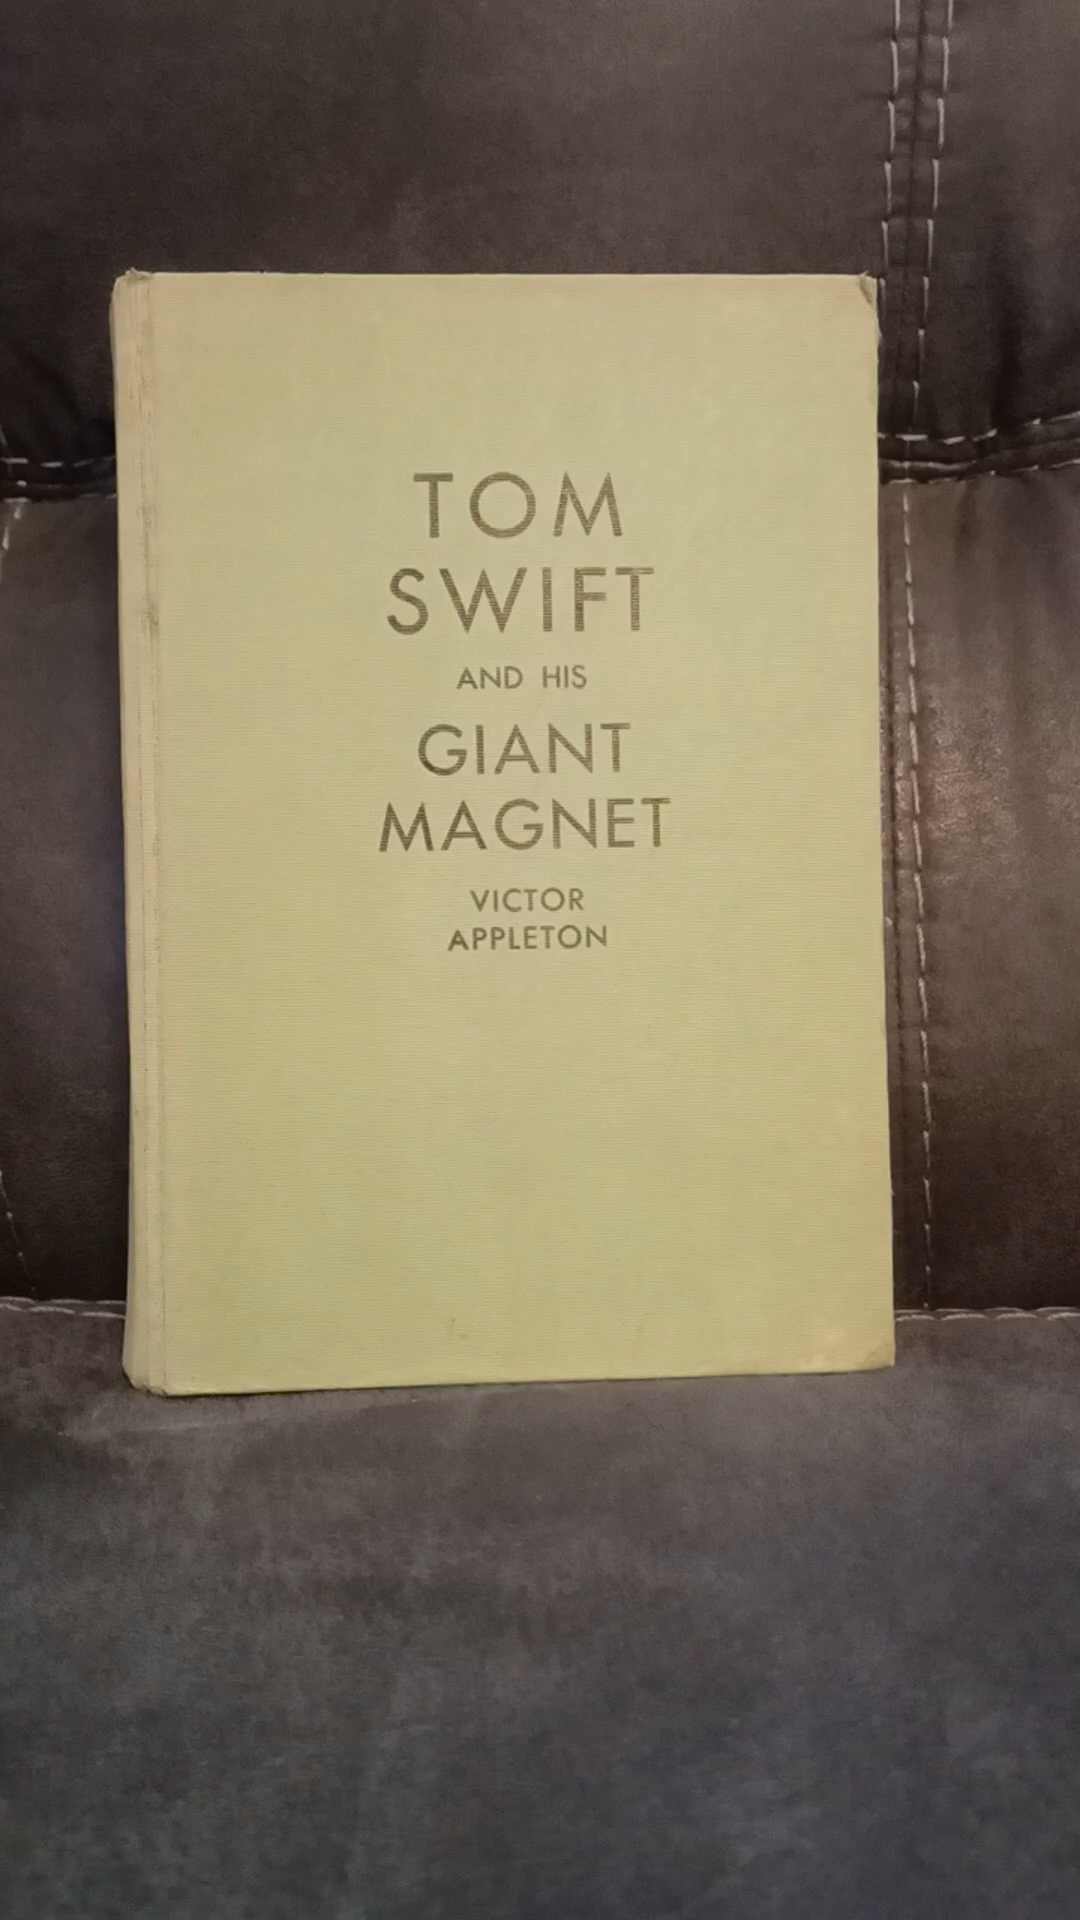 TOM
SWIFT
AND HIS
GIANT
MAGNET
VICTOR
APPLETON